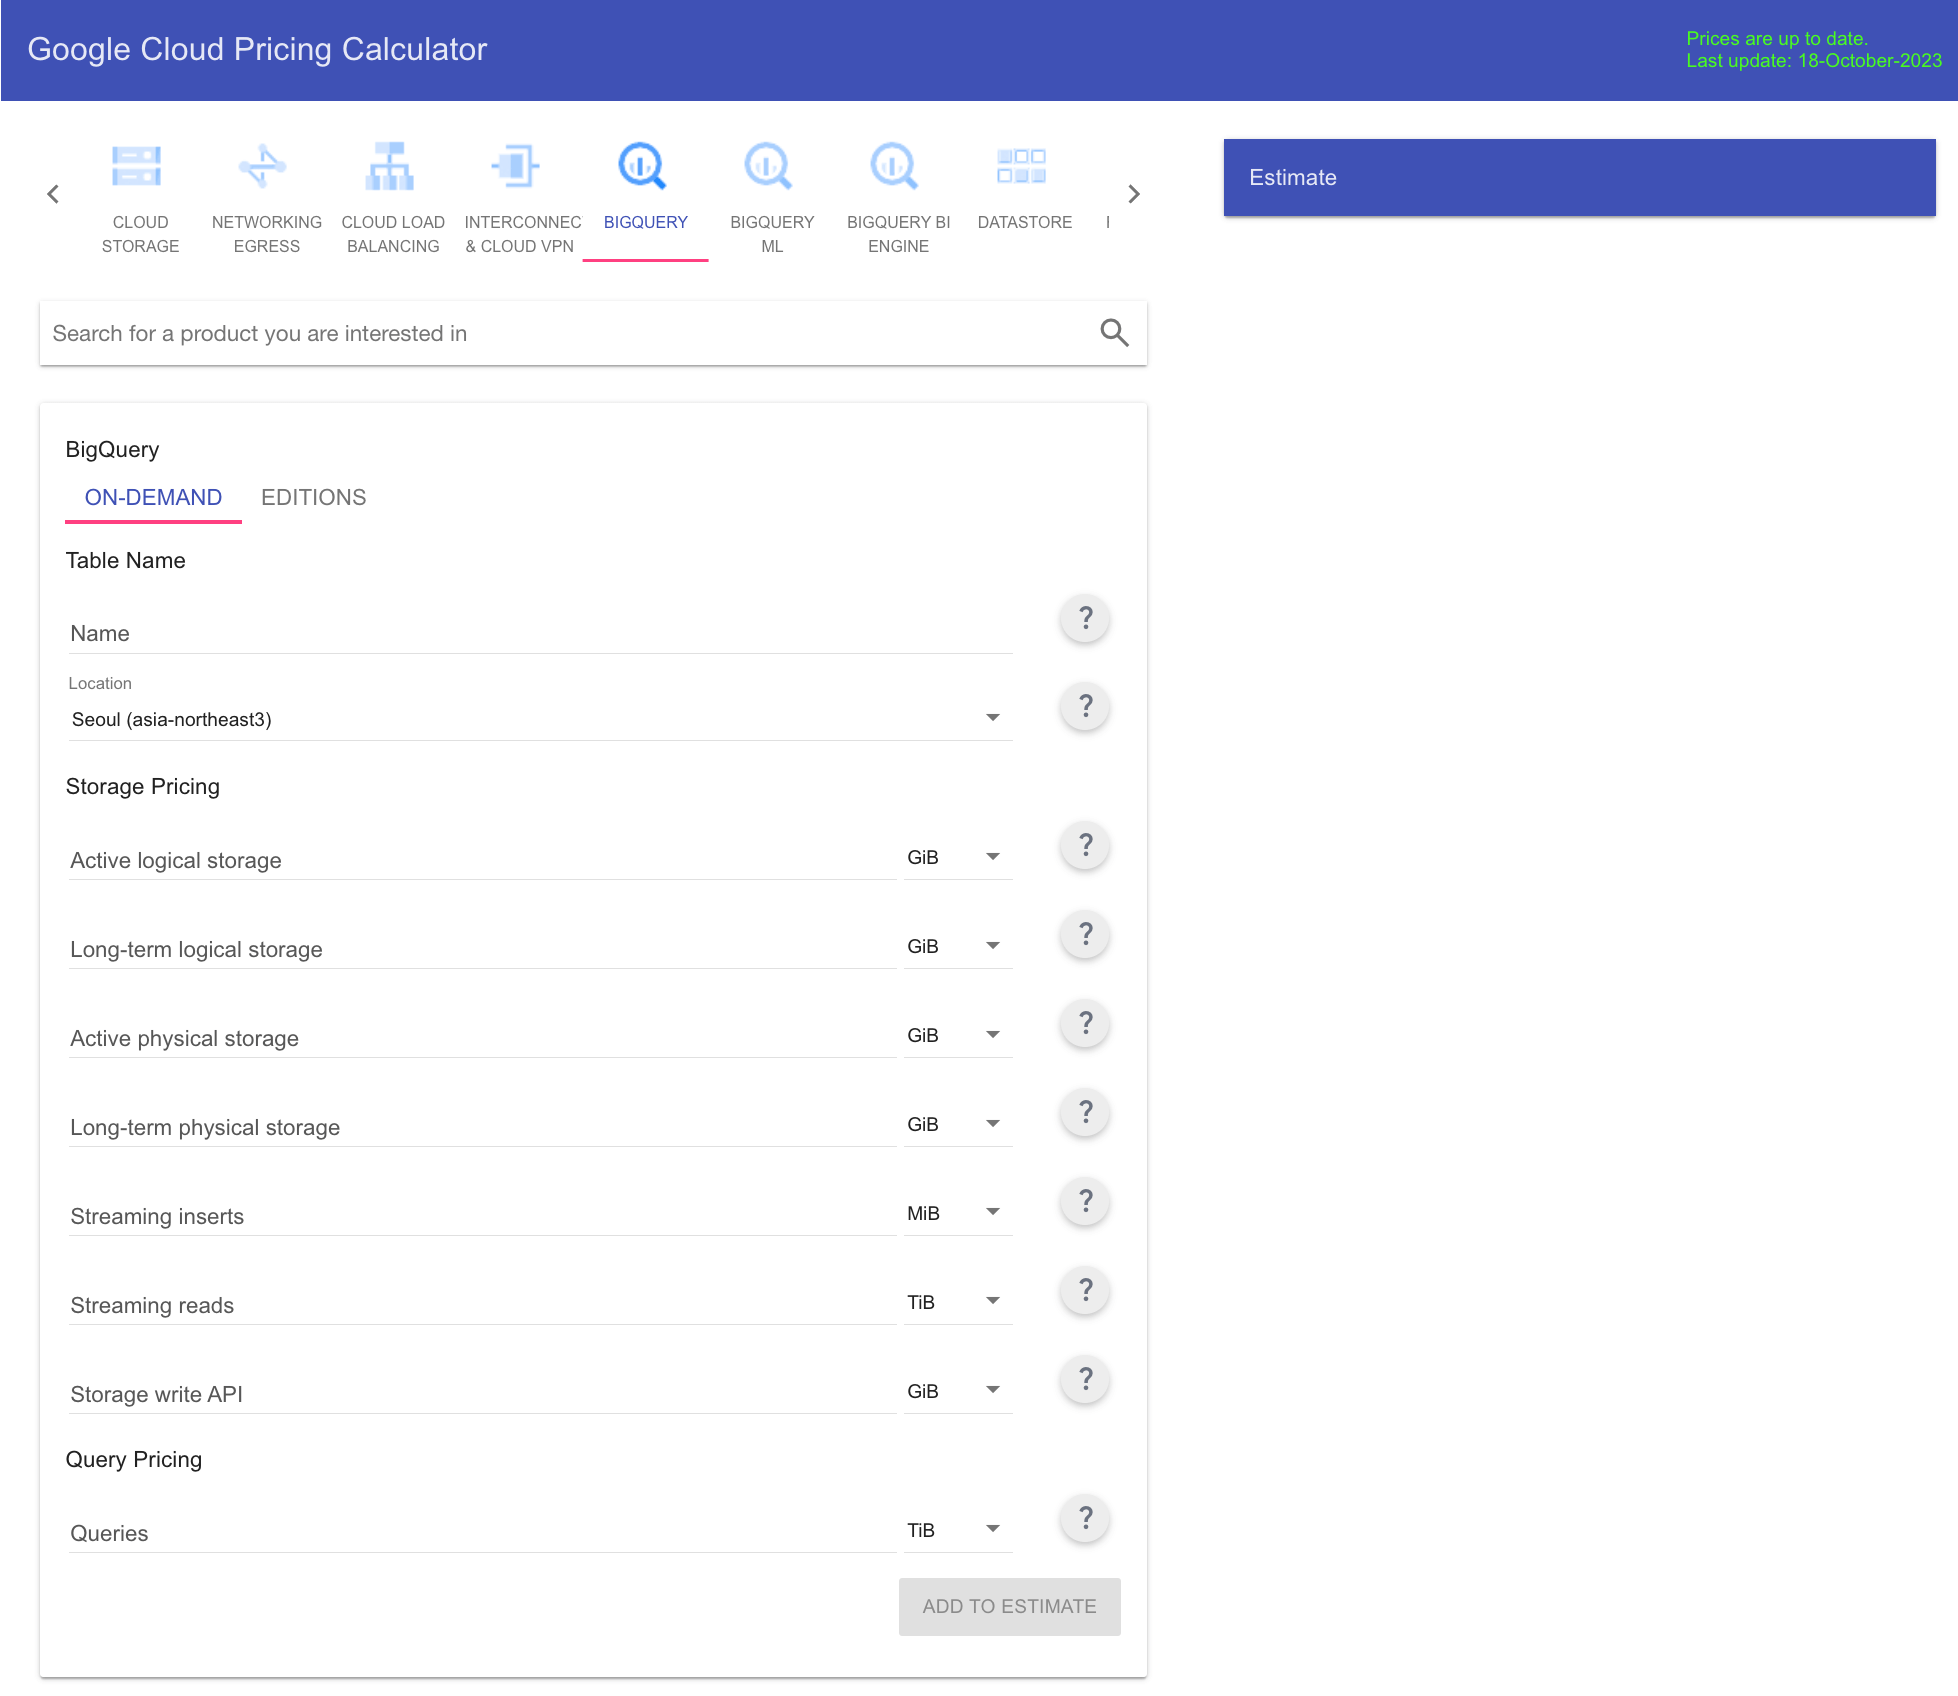 Google Cloud Pricing Calculator
Prices are up to date.
Last update: 18-October-2023
CLOUD
STORAGE
NETWORKING
EGRESS
CLOUD LOAD
BALANCING
INTERCONNEC
& CLOUD VPN
BIGQUERY
BIGQUERY
ML
BIGQUERY BI
ENGINE
DATASTORE
Estimate
Search for a product you are interested in
BigQuery
ON-DEMAND EDITIONS
Table Name
Name ?
Location
Seoul (asia-northeast3) ?
Storage Pricing
Active logical storage GiB ?
Long-term logical storage GiB ?
Active physical storage GiB ?
Long-term physical storage GiB ?
Streaming inserts MiB ?
Streaming reads TiB ?
Storage write API GiB ?
Query Pricing
Queries TiB ?
ADD TO ESTIMATE